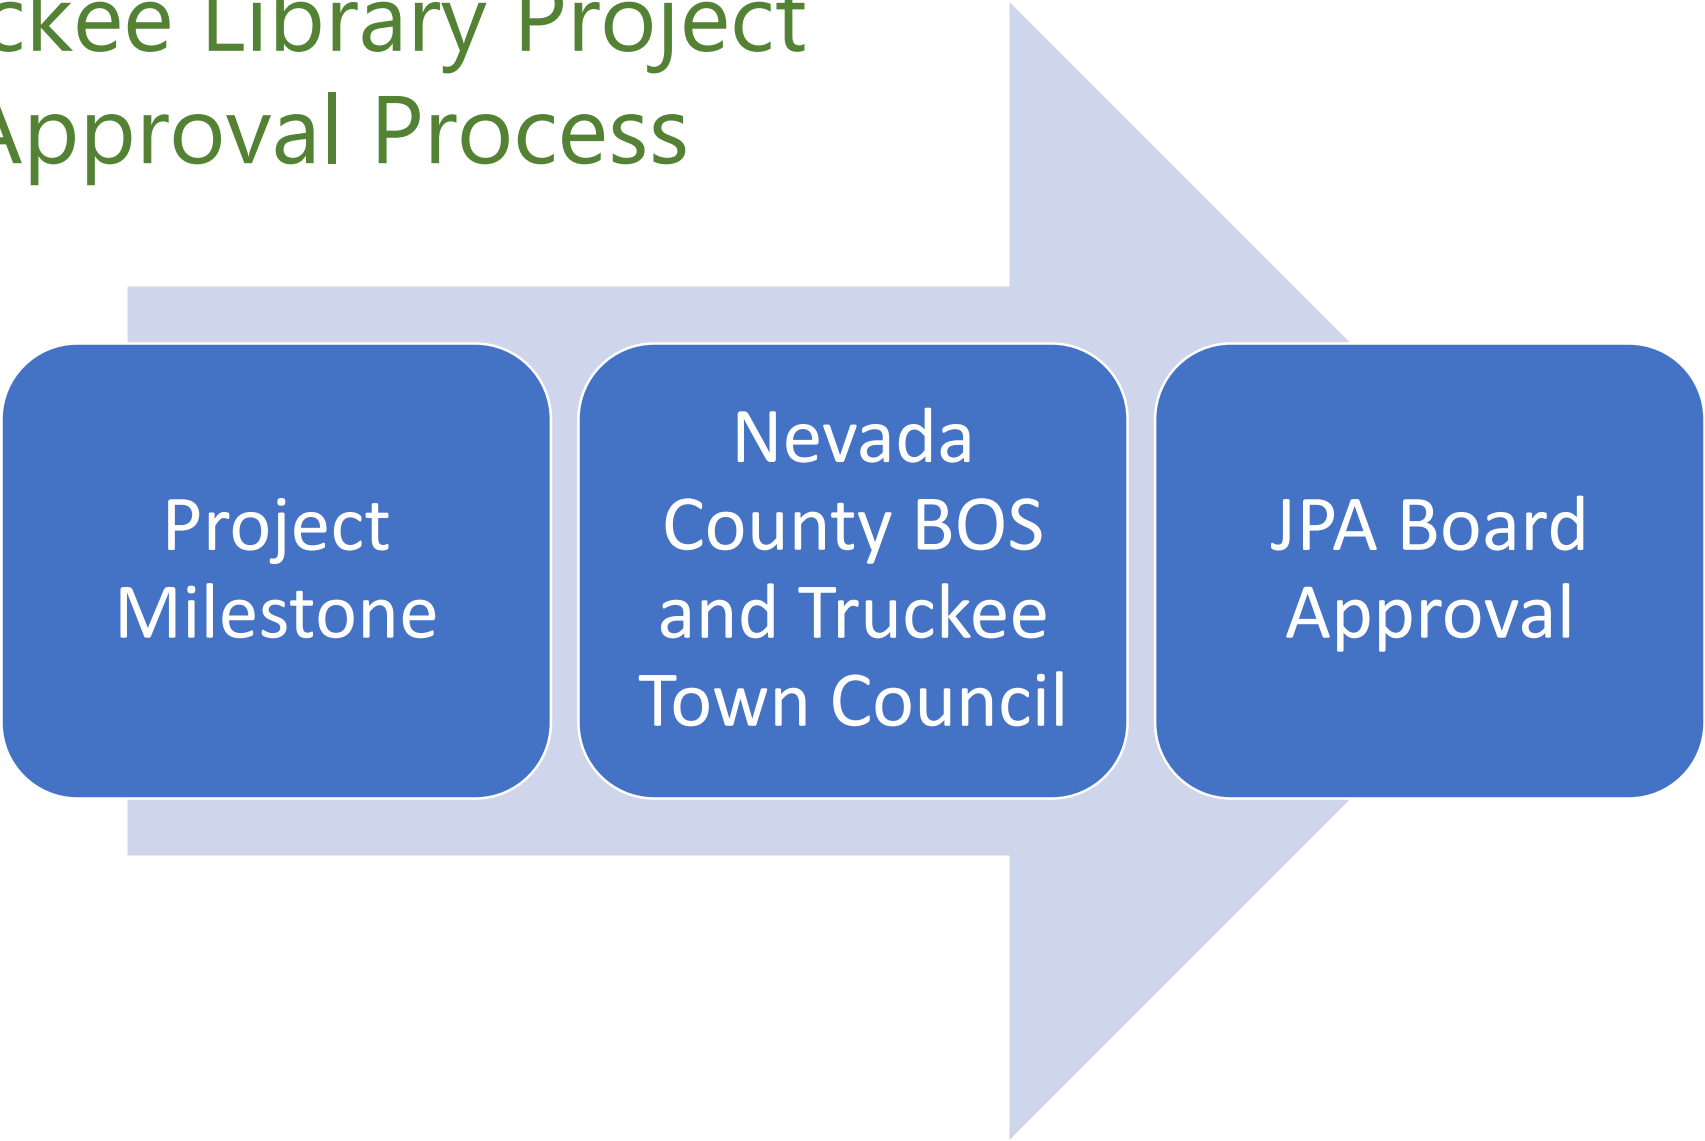 ckee Library Project
Approval Process
Project
Milestone
Nevada
County BOS
and Truckee
Town Council
JPA Board
Approval